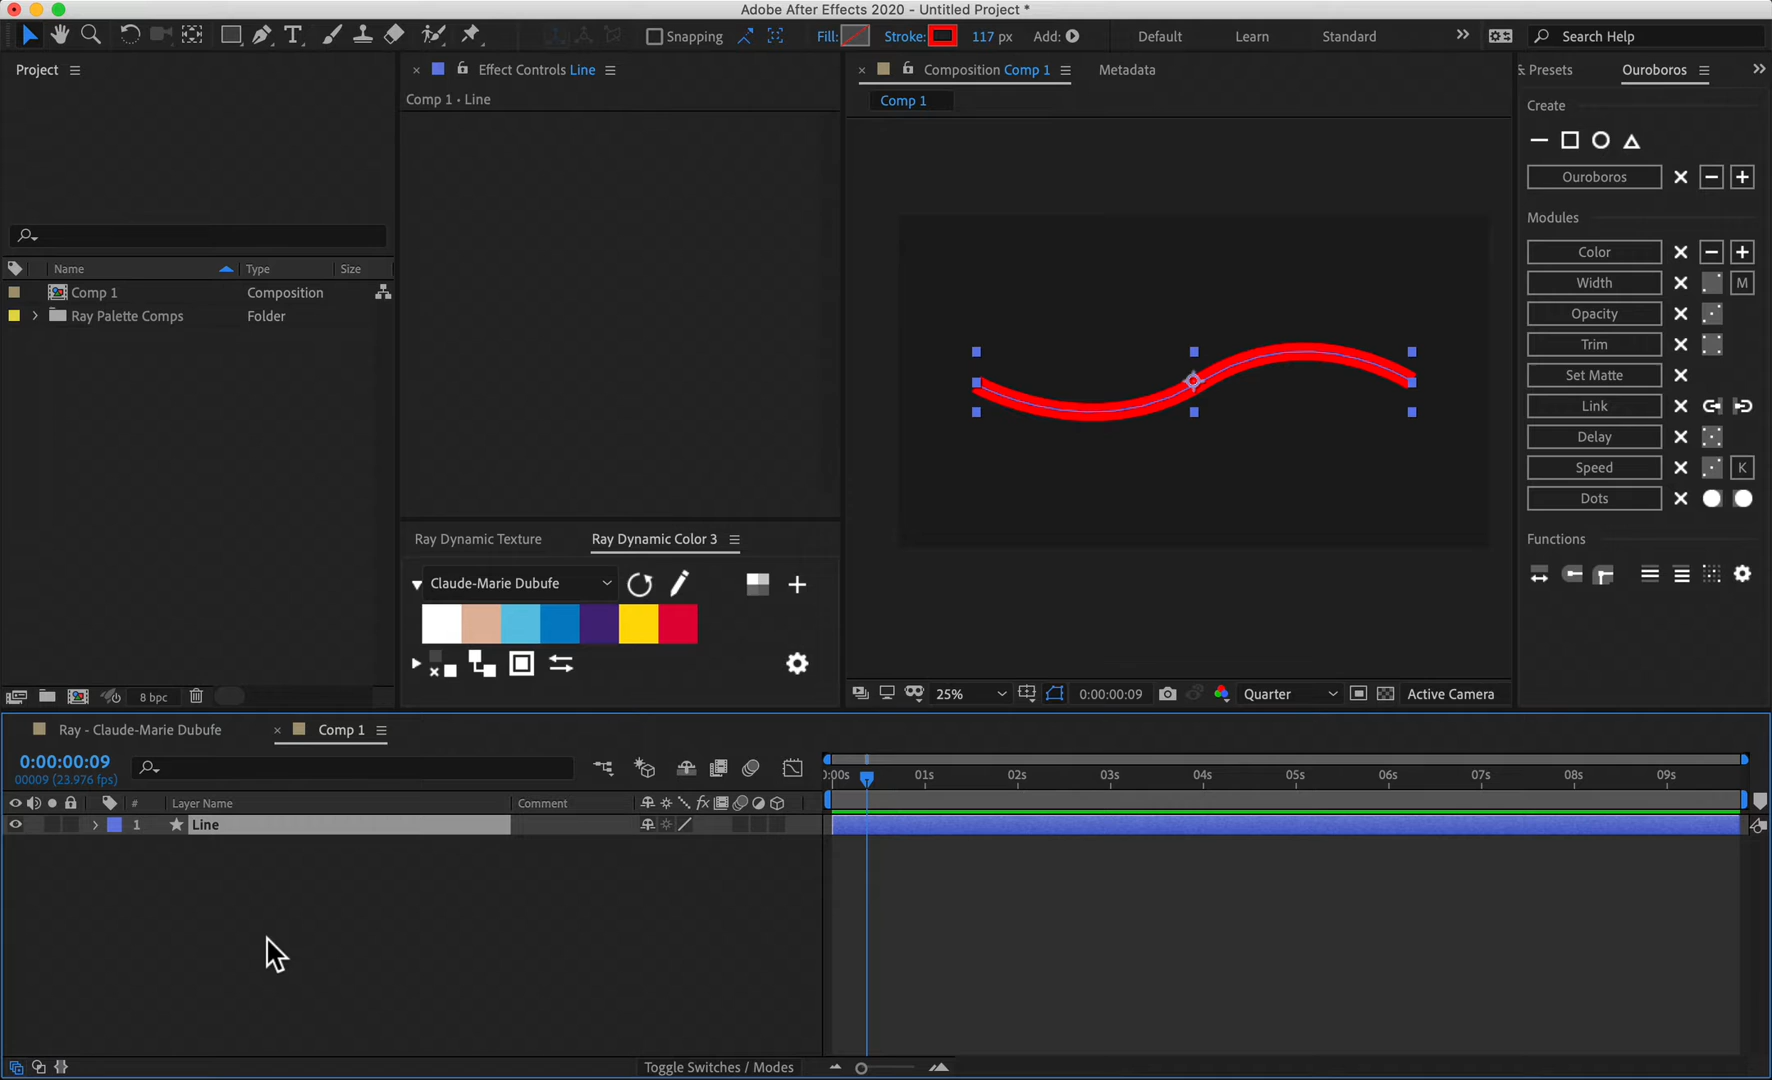 Adobe After Effects 2020 - Untitled Project *
Snapping
Fill:
Stroke:
117 px
Add:
Default
Learn
Standard
Search Help
Project
Effect Controls Line
Composition Comp 1
Metadata
& Presets
Ouroboros
Comp 1 • Line
Comp 1
Create
Ouroboros
Modules
Color
Width
M
Opacity
Trim
Set Matte
Link
Delay
Speed
K
Dots
Functions
Name
Type
Size
Comp 1
Composition
Ray Palette Comps
Folder
Ray Dynamic Texture
Ray Dynamic Color 3
Claude-Marie Dubufe
8 bpc
25%
0:00:00:09
Quarter
Active Camera
Ray - Claude-Marie Dubufe
Comp 1
0:00:00:09
00009 (23.976 fps)
0:00s
01s
02s
03s
04s
05s
06s
07s
08s
09s
#
Layer Name
Comment
fx
1
Line
Toggle Switches / Modes